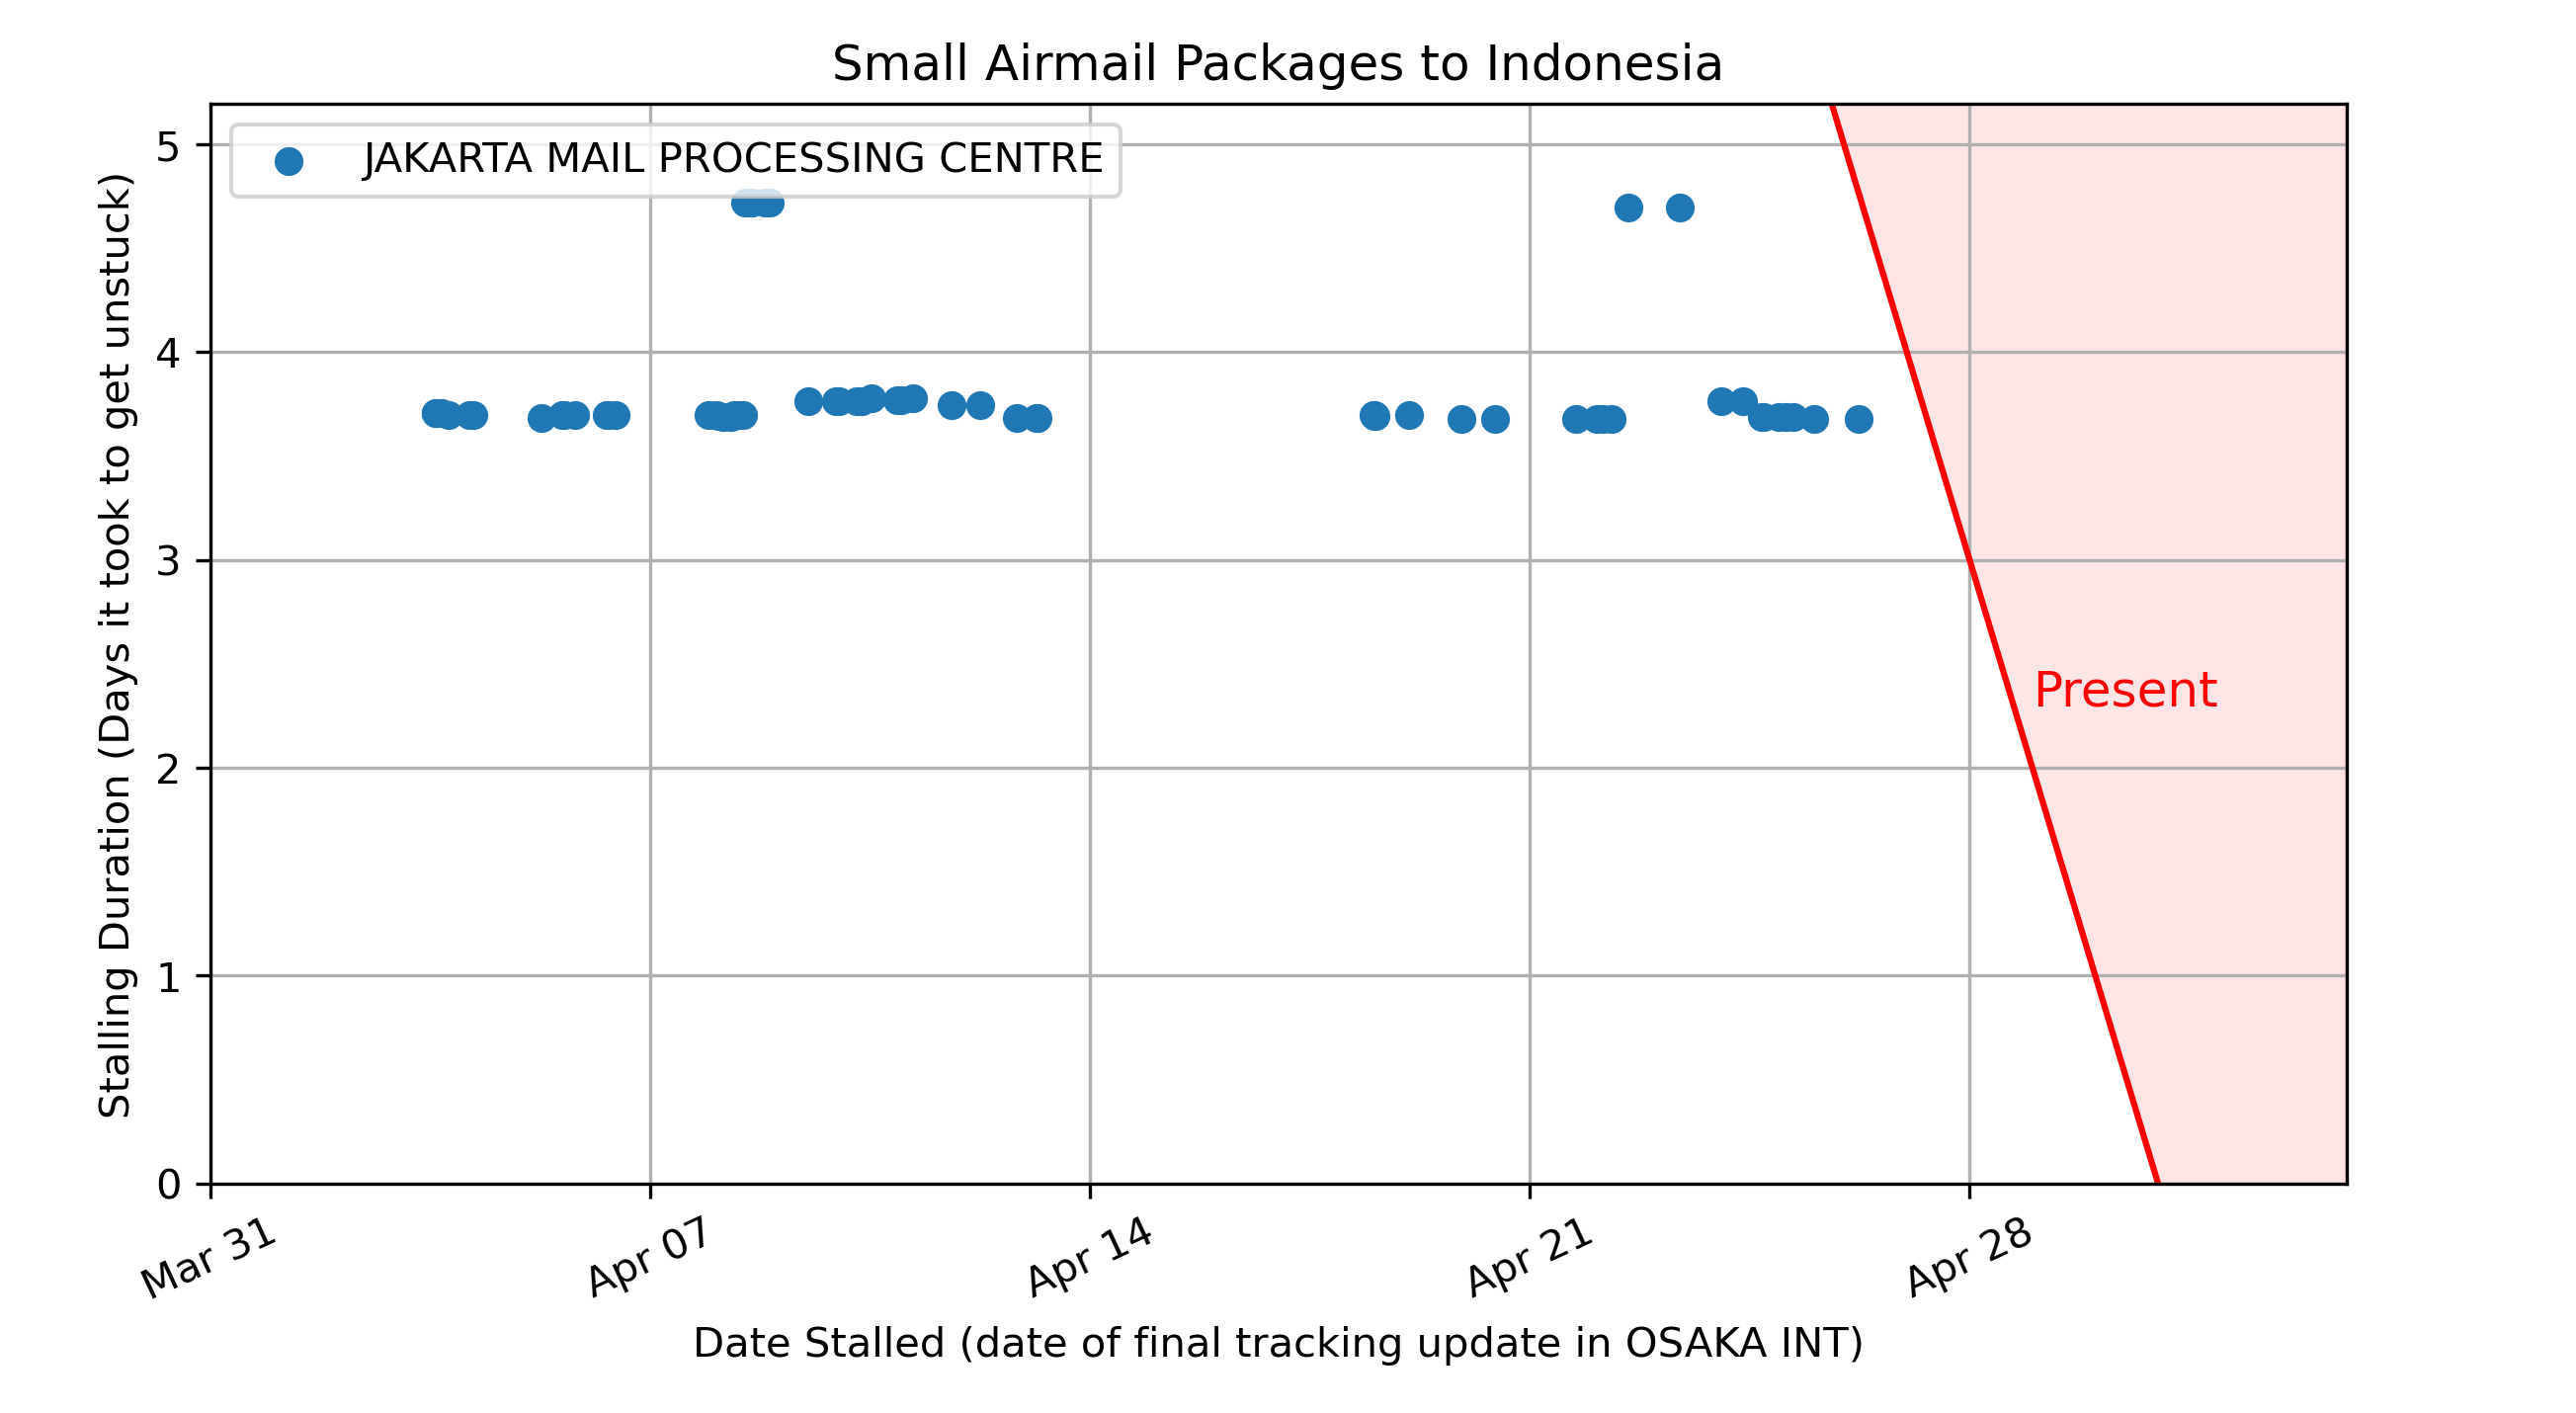 Small Airmail Packages to Indonesia
JAKARTA MAIL PROCESSING CENTRE
Stalling Duration (Days it took to get unstuck)
5
4
3
2
1
0
Present
Mar 31
Apr 07
Apr 14
Apr 21
Apr 28
Date Stalled (date of final tracking update in OSAKA INT)